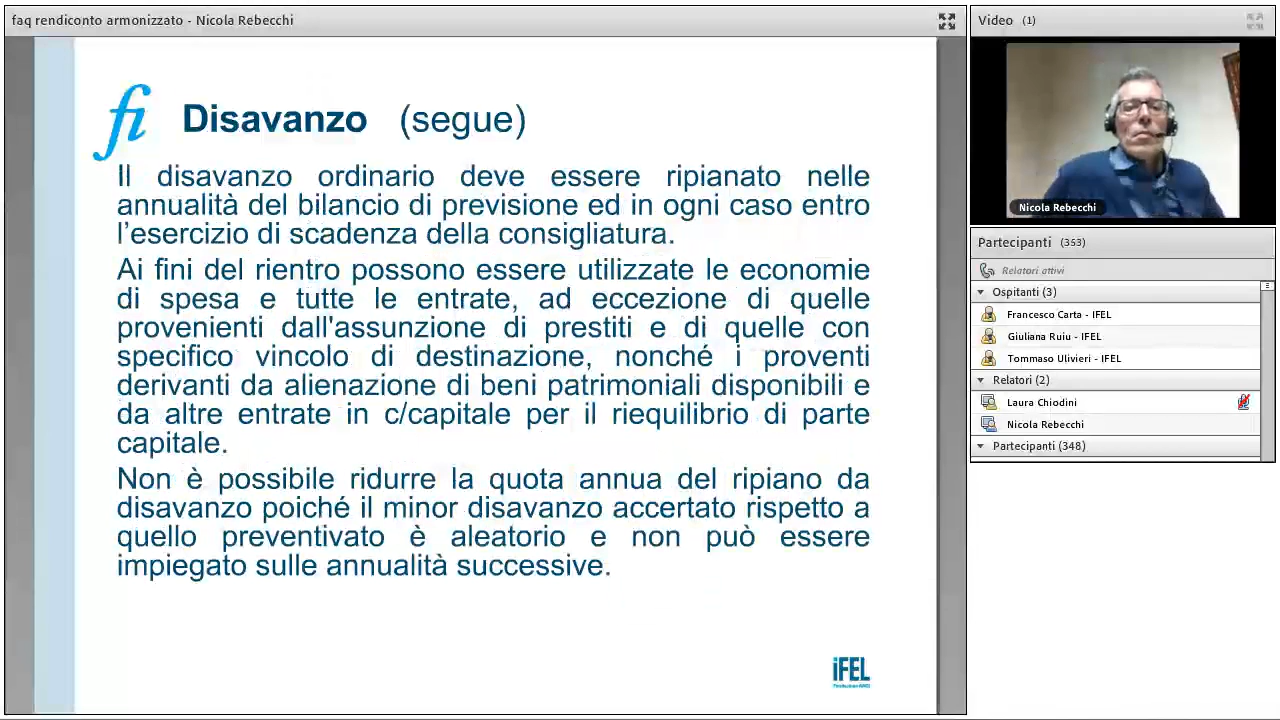 faq rendiconto armonizzato - Nicola Rebecchi
fi
Disavanzo (segue)
Il disavanzo ordinario deve essere ripianato nelle
annualità del bilancio di previsione ed in ogni caso entro
l'esercizio di scadenza della consigliatura.
Ai fini del rientro possono essere utilizzate le economie
di spesa e tutte le entrate, ad eccezione di quelle
provenienti dall'assunzione di prestiti e di quelle con
specifico vincolo di destinazione, nonché i proventi
derivanti da alienazione di beni patrimoniali disponibili e
da altre entrate in c/capitale per il riequilibrio di parte
capitale.
Non è possibile ridurre la quota annua del ripiano da
disavanzo poiché il minor disavanzo accertato rispetto a
quello preventivato è aleatorio e non può essere
impiegato sulle annualità successive.
iFEL
Fondazione ANCI
Video (1)
Nicola Rebecchi
Partecipanti (353)
Relatori attivi
Ospitanti (3)
Francesco Carta - IFEL
Giuliana Ruiu - IFEL
Tommaso Ulivieri - IFEL
Relatori (2)
Laura Chiodini
Nicola Rebecchi
Partecipanti (348)